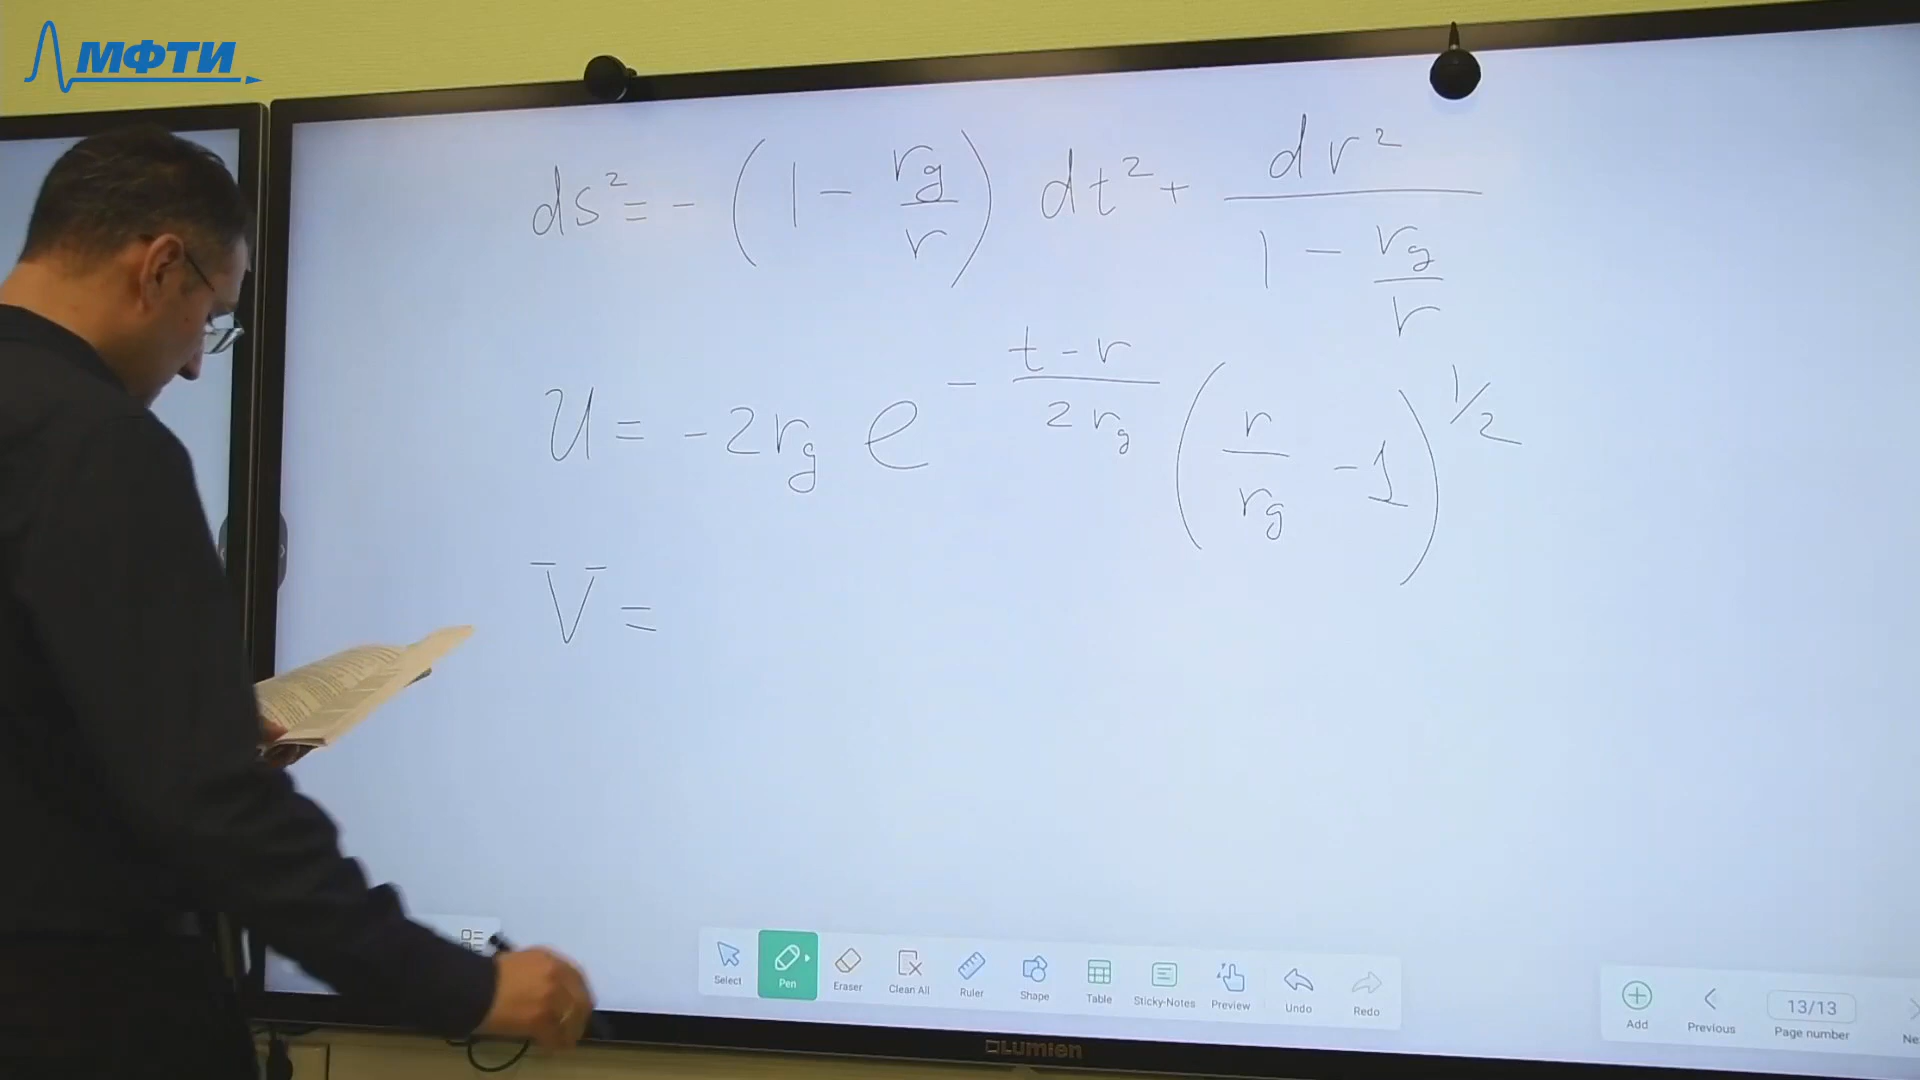 МФТИ
ds² = - (1 - r_g/r) dt² + dr²/(1 - r_g/r)
U = -2r_g e^{-(t-r)/(2r_g)} (r/r_g - 1)^{1/2}
V =
Select Pen Eraser Clean All Ruler Shape Table Sticky-Notes Preview Undo Redo
Add Previous 13/13 Page number Ne
Lumien